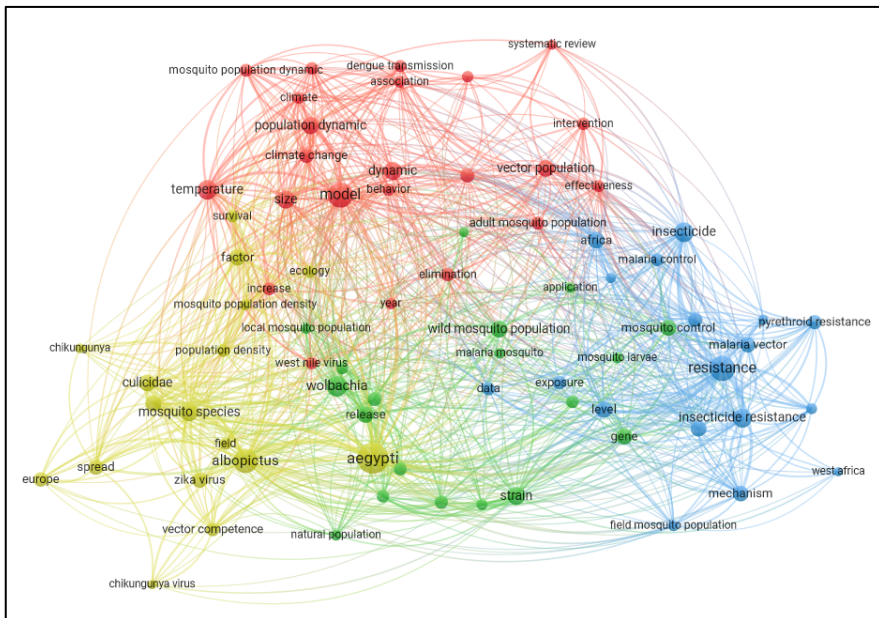 systematic review
mosquito population dynamic
dengue transmission
association
climate
population dynamic
intervention
climate change
dynamic
vector population
temperature
model
behavior
effectiveness
size
survival
adult mosquito population
insecticide
africa
factor
malaria control
ecology
elimination
increase
application
mosquito population density
year
local mosquito population
wild mosquito population
mosquito control
pyrethroid resistance
chikungunya
population density
malaria mosquito
mosquito larvae
malaria vector
west nile virus
resistance
culicidae
wolbachia
data
exposure
mosquito species
release
level
insecticide resistance
field
gene
albopictus
aegypti
spread
west africa
europe
zika virus
strain
mechanism
vector competence
natural population
field mosquito population
chikungunya virus